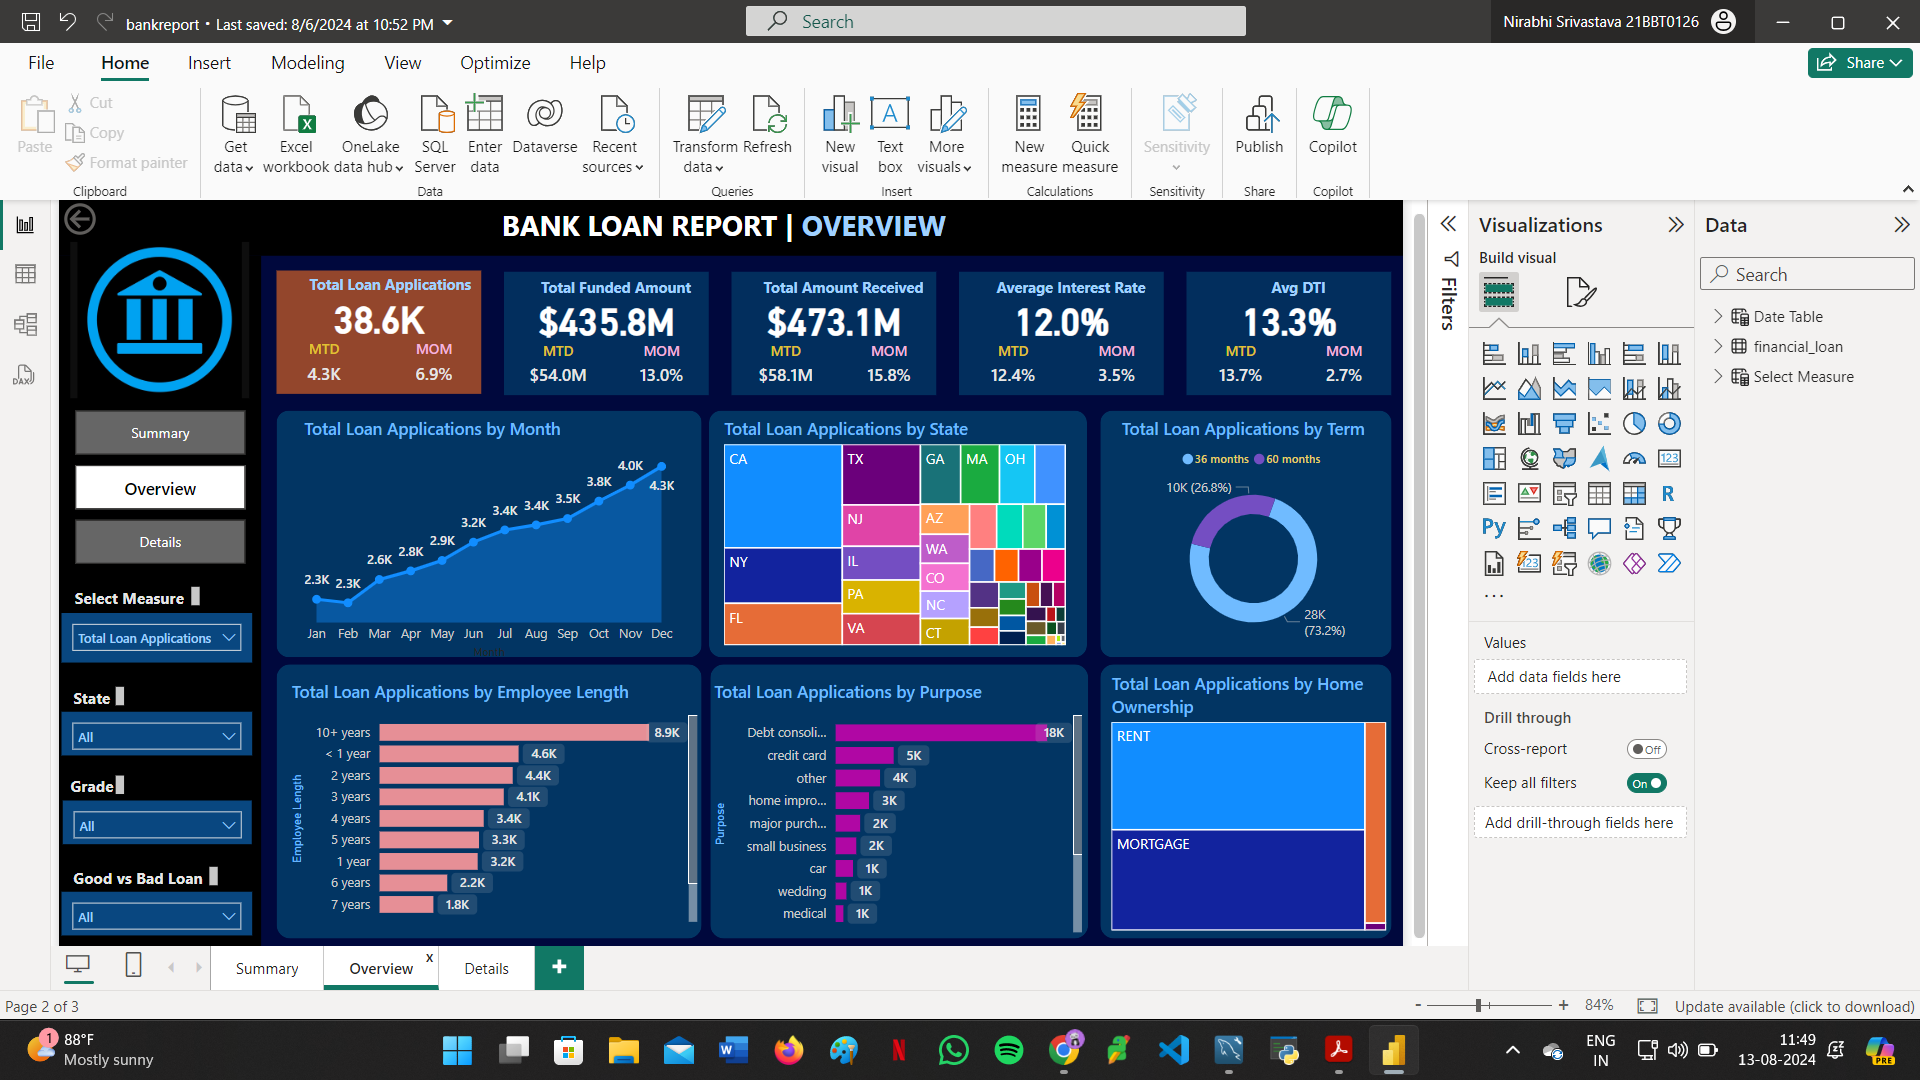 bankreport • Last saved: 8/6/2024 at 10:52 PM
Search
Nirabhi Srivastava 21BBT0126
File Home Insert Modeling View Optimize Help
Share
Paste
Cut
Copy
Format painter
Clipboard
Get data
Excel workbook
OneLake data hub
SQL Server
Enter data
Dataverse
Recent sources
Data
Transform data
Refresh
Queries
New visual
Text box
More visuals
Insert
New measure
Quick measure
Calculations
Sensitivity
Sensitivity
Publish
Share
Copilot
Copilot
BANK LOAN REPORT | OVERVIEW
Total Loan Applications
38.6K
MTD MOM
4.3K 6.9%
Total Funded Amount
$435.8M
MTD MOM
$54.0M 13.0%
Total Amount Received
$473.1M
MTD MOM
$58.1M 15.8%
Average Interest Rate
12.0%
MTD MOM
12.4% 3.5%
Avg DTI
13.3%
MTD MOM
13.7% 2.7%
Summary
Overview
Details
Select Measure
Total Loan Applications
State
All
Grade
All
Good vs Bad Loan
All
Total Loan Applications by Month
2.3K 2.3K 2.6K 2.8K 2.9K 3.2K 3.4K 3.4K 3.5K 3.8K 4.0K 4.3K
Jan Feb Mar Apr May Jun Jul Aug Sep Oct Nov Dec
Month
Total Loan Applications by State
CA TX GA MA OH
NJ AZ
NY IL WA
CO
PA NC
FL VA CT
Total Loan Applications by Term
36 months 60 months
10K (26.8%)
28K
(73.2%)
Total Loan Applications by Employee Length
Employee Length
10+ years 8.9K
< 1 year 4.6K
2 years 4.4K
3 years 4.1K
4 years 3.4K
5 years 3.3K
1 year 3.2K
6 years 2.2K
7 years 1.8K
Total Loan Applications by Purpose
Purpose
Debt consoli... 18K
credit card 5K
other 4K
home impro... 3K
major purch... 2K
small business 2K
car 1K
wedding 1K
medical 1K
Total Loan Applications by Home
Ownership
RENT
MORTGAGE
Filters
Visualizations
Build visual
123
R
Py
123
...
Values
Add data fields here
Drill through
Cross-report Off
Keep all filters On
Add drill-through fields here
Data
Search
Date Table
financial_loan
Select Measure
DAX
Summary Overview x Details +
Page 2 of 3
- + 84%
Update available (click to download)
1
88°F
Mostly sunny
W
N
ENG
IN
11:49
13-08-2024
PRE